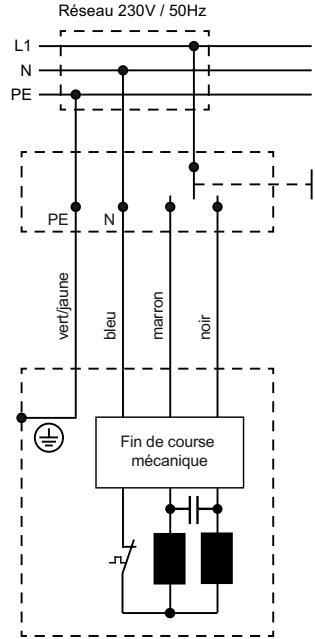 Réseau 230V / 50Hz
L1
N
PE
PE
N
vert/jaune
bleu
marron
noir
Fin de course
mécanique